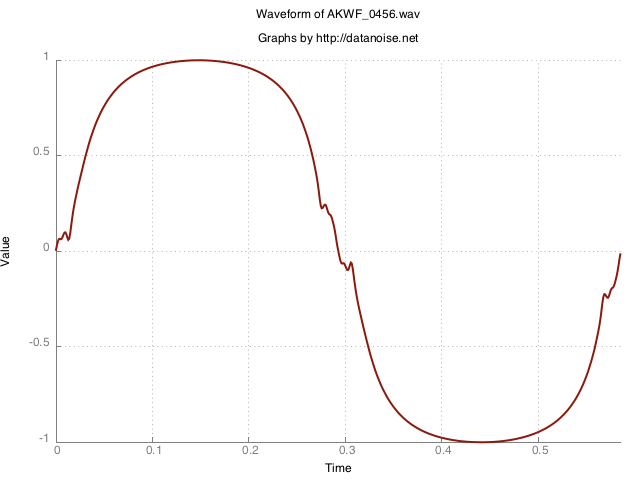 Waveform of AKWF_0456.wav
Graphs by http://datanoise.net
1
0.5
0
-0.5
-1
Value
0 0.1 0.2 0.3 0.4 0.5
Time